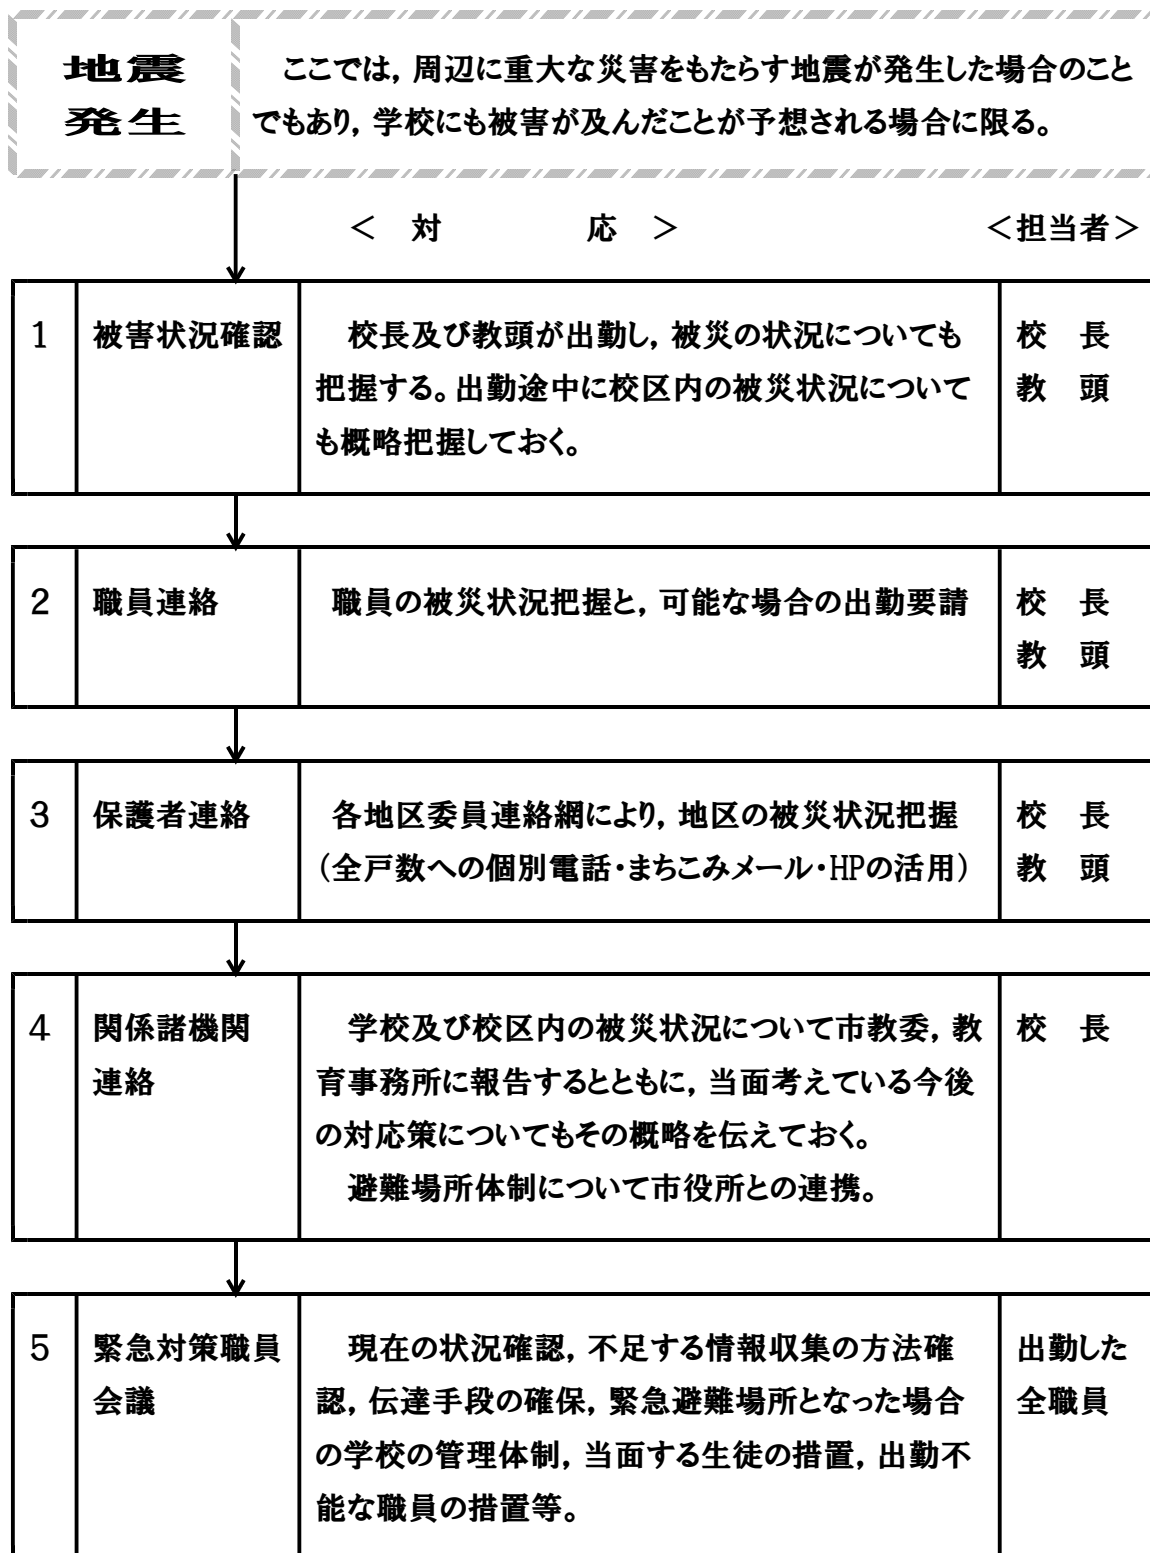 地震
発生
ここでは，周辺に重大な災害をもたらす地震が発生した場合のこと
でもあり，学校にも被害が及んだことが予想される場合に限る。
＜　対　　　　応　＞
＜担当者＞
1
被害状況確認
校長及び教頭が出勤し，被災の状況についても
把握する。出勤途中に校区内の被災状況について
も概略把握しておく。
校　長
教　頭
2
職員連絡
職員の被災状況把握と，可能な場合の出勤要請
校　長
教　頭
3
保護者連絡
各地区委員連絡網により，地区の被災状況把握
（全戸数への個別電話・まちこみメール・HPの活用）
校　長
教　頭
4
関係諸機関
連絡
学校及び校区内の被災状況について市教委，教
育事務所に報告するとともに，当面考えている今後
の対応策についてもその概略を伝えておく。
避難場所体制について市役所との連携。
校　長
5
緊急対策職員
会議
現在の状況確認，不足する情報収集の方法確
認，伝達手段の確保，緊急避難場所となった場合
の学校の管理体制，当面する生徒の措置，出勤不
能な職員の措置等。
出勤した
全職員